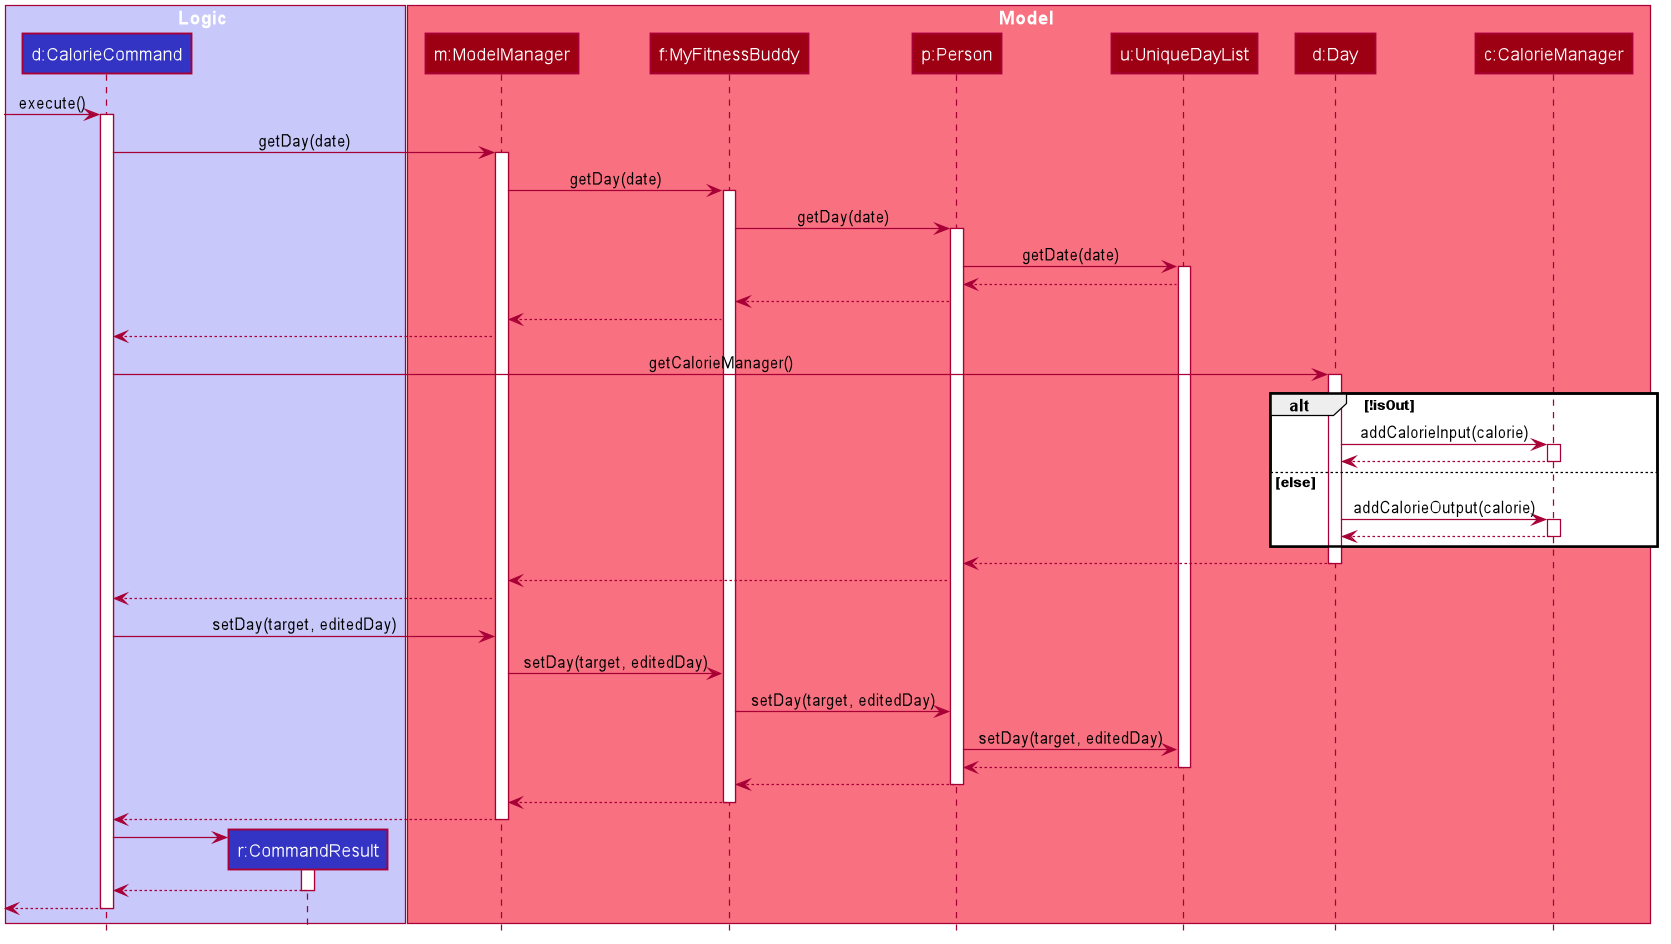 Logic
Model
d:CalorieCommand
m:ModelManager
f:MyFitnessBuddy
p:Person
u:UniqueDayList
d:Day
c:CalorieManager
execute()
getDay(date)
getDay(date)
getDay(date)
getDate(date)
getCalorieManager()
alt
[!isOut]
addCalorieInput(calorie)
[else]
addCalorieOutput(calorie)
setDay(target, editedDay)
setDay(target, editedDay)
setDay(target, editedDay)
setDay(target, editedDay)
r:CommandResult